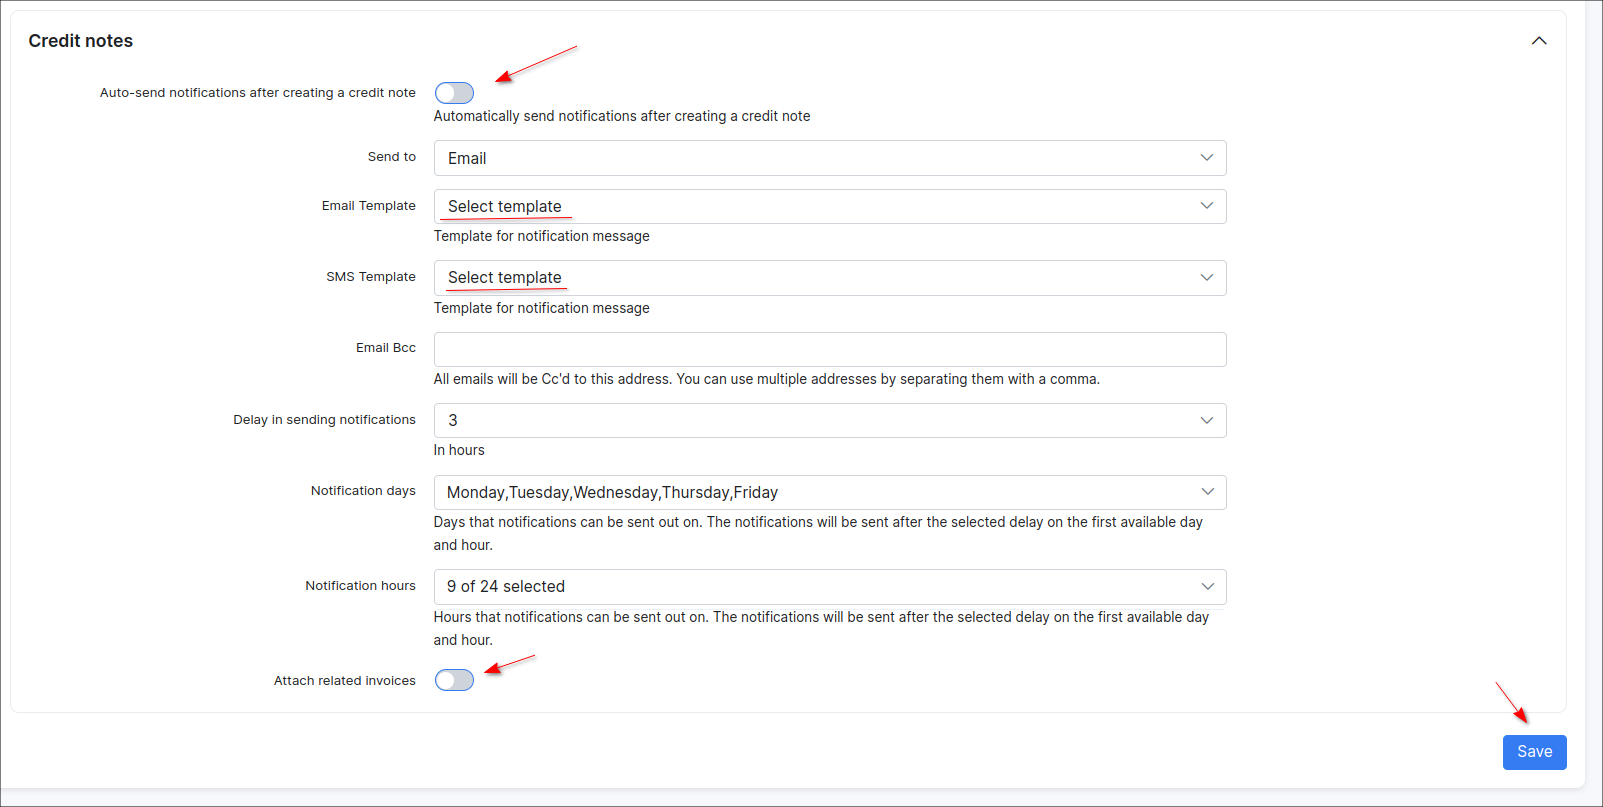 Credit notes
Auto-send notifications after creating a credit note
Automatically send notifications after creating a credit note
Send to
Email
Email Template
Select template
Template for notification message
SMS Template
Select template
Template for notification message
Email Bcc
All emails will be Cc'd to this address. You can use multiple addresses by separating them with a comma.
Delay in sending notifications
3
In hours
Notification days
Monday,Tuesday,Wednesday,Thursday,Friday
Days that notifications can be sent out on. The notifications will be sent after the selected delay on the first available day
and hour.
Notification hours
9 of 24 selected
Hours that notifications can be sent out on. The notifications will be sent after the selected delay on the first available day
and hour.
Attach related invoices
Save